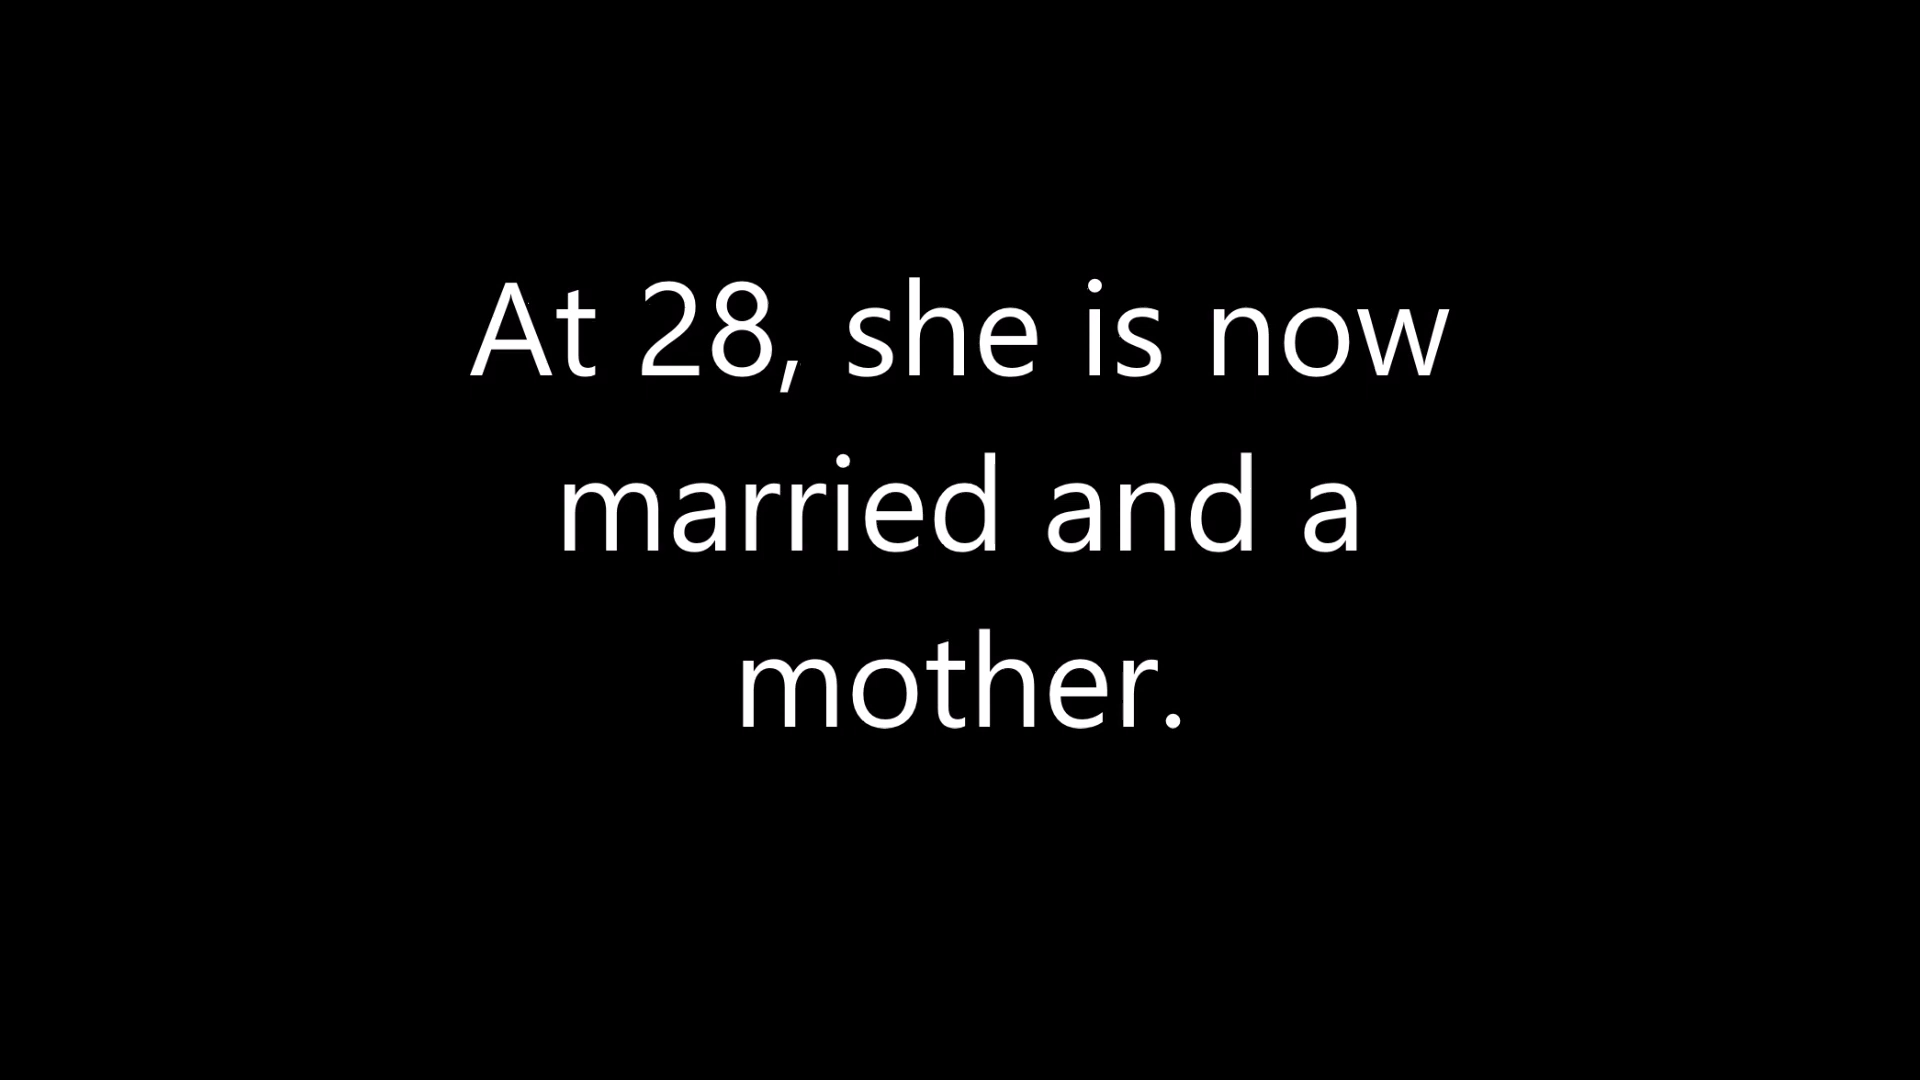 At 28, she is now
married and a
mother.